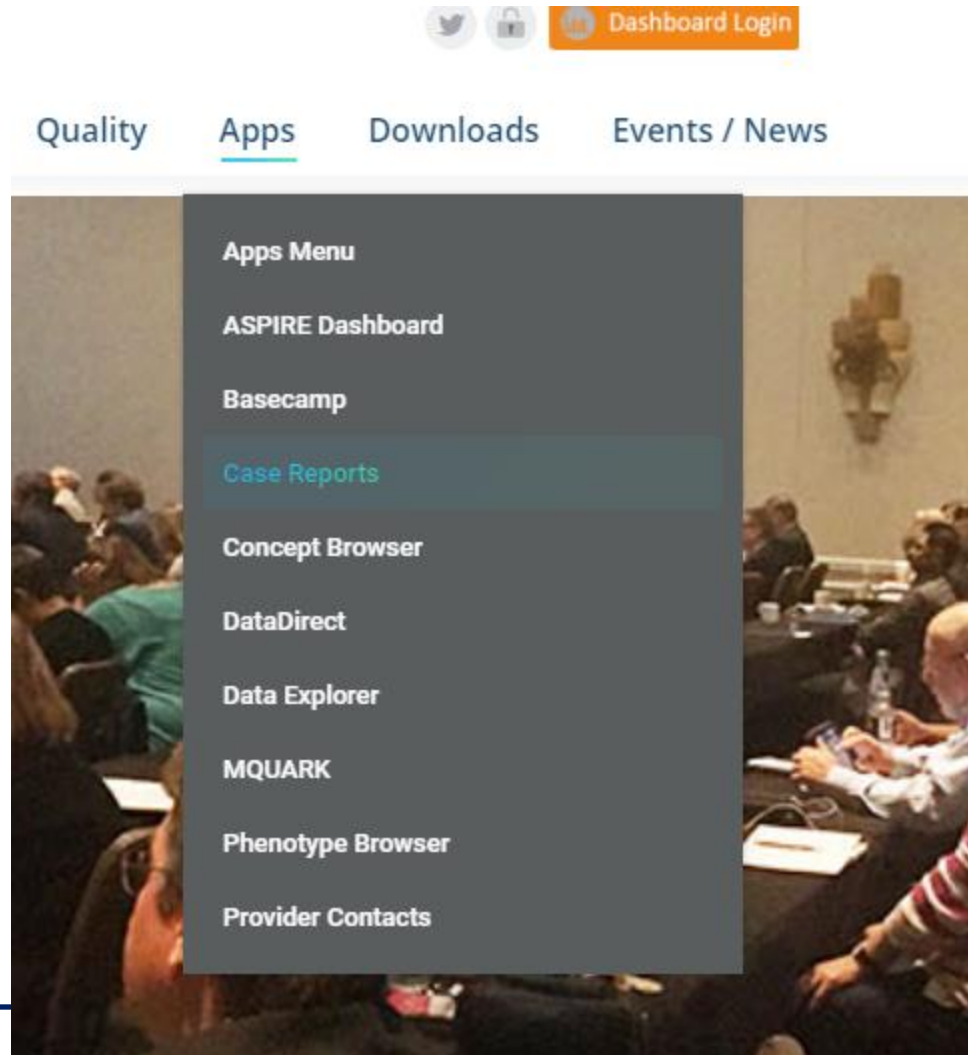 Dashboard Login
Quality Apps Downloads Events / News
Apps Menu
ASPIRE Dashboard
Basecamp
Case Reports
Concept Browser
DataDirect
Data Explorer
MQUARK
Phenotype Browser
Provider Contacts